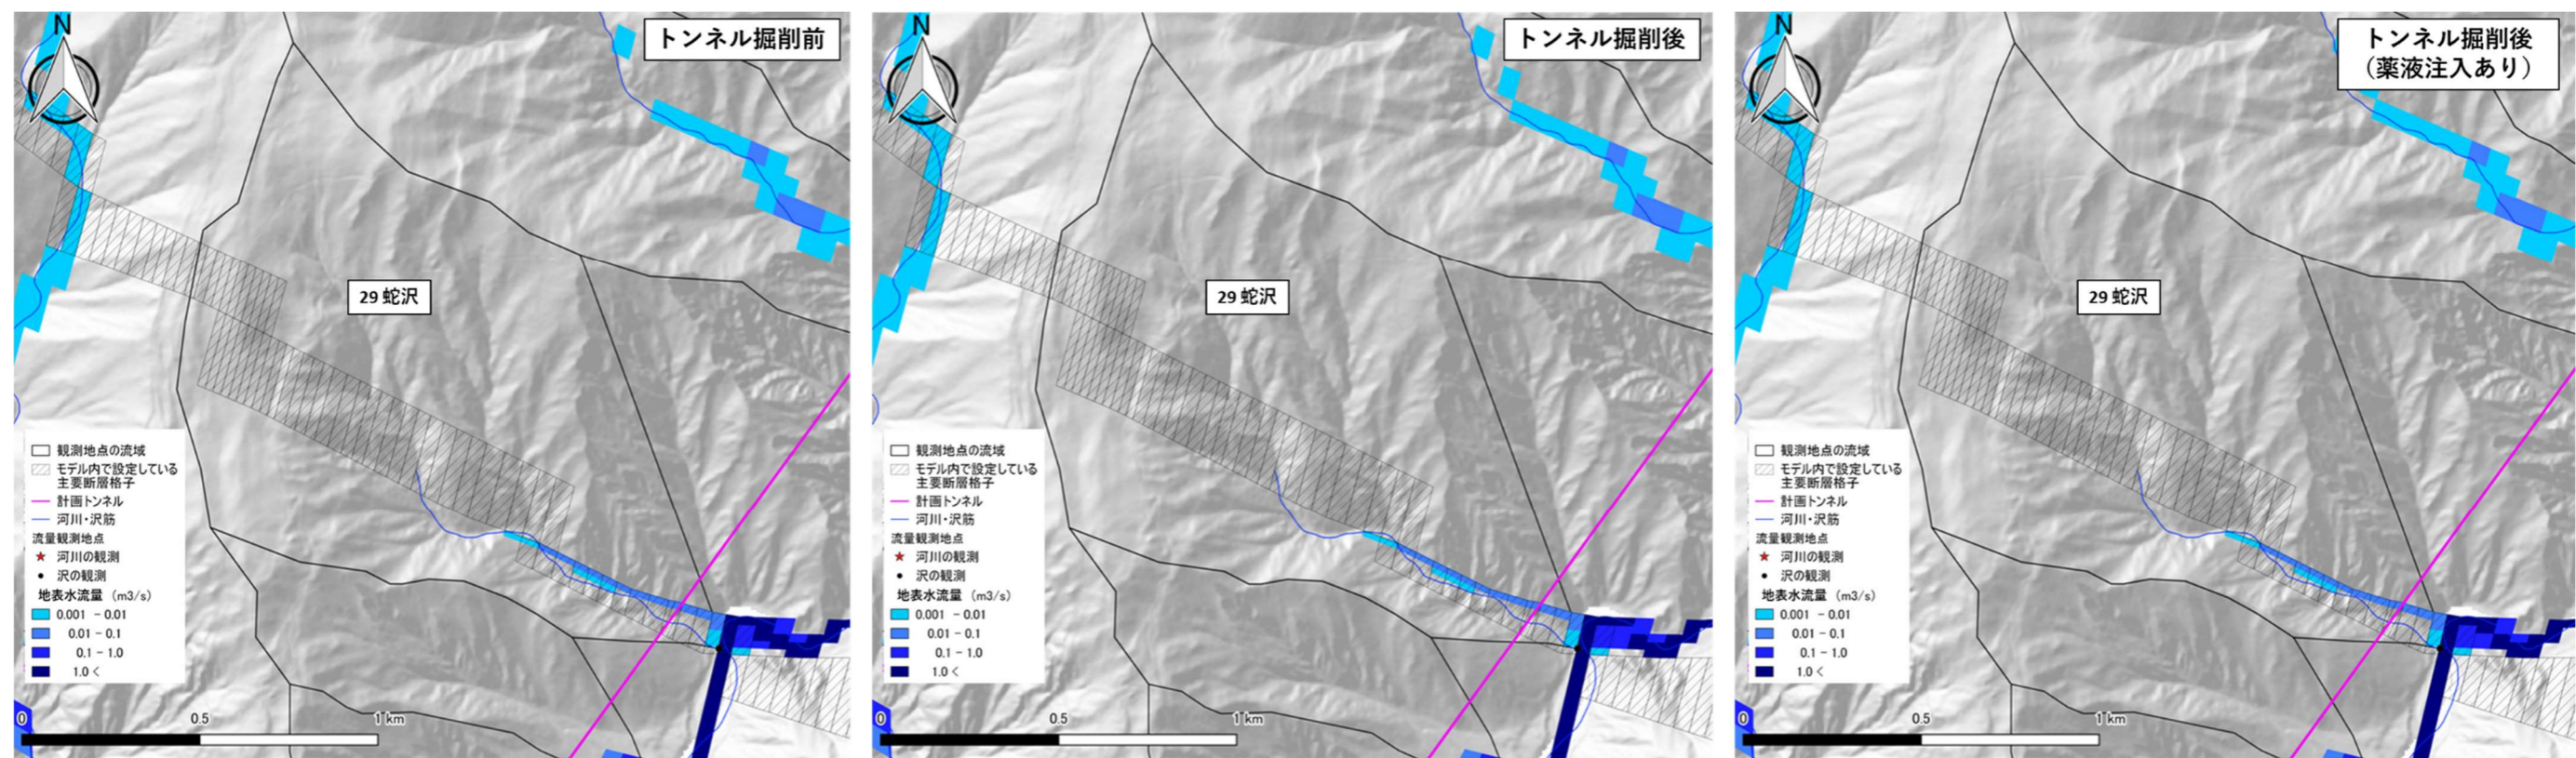 N
トンネル掘削前
29 蛇沢
観測地点の流域
モデル内で設定している
主要断層格子
計画トンネル
河川・沢筋
流量観測地点
河川の観測
沢の観測
地表水流量 (m3/s)
0.001 - 0.01
0.01 - 0.1
0.1 - 1.0
1.0 <
0 0.5 1 km
N
トンネル掘削後
29 蛇沢
観測地点の流域
モデル内で設定している
主要断層格子
計画トンネル
河川・沢筋
流量観測地点
河川の観測
沢の観測
地表水流量 (m3/s)
0.001 - 0.01
0.01 - 0.1
0.1 - 1.0
1.0 <
0 0.5 1 km
N
トンネル掘削後
（薬液注入あり）
29 蛇沢
観測地点の流域
モデル内で設定している
主要断層格子
計画トンネル
河川・沢筋
流量観測地点
河川の観測
沢の観測
地表水流量 (m3/s)
0.001 - 0.01
0.01 - 0.1
0.1 - 1.0
1.0 <
0 0.5 1 km